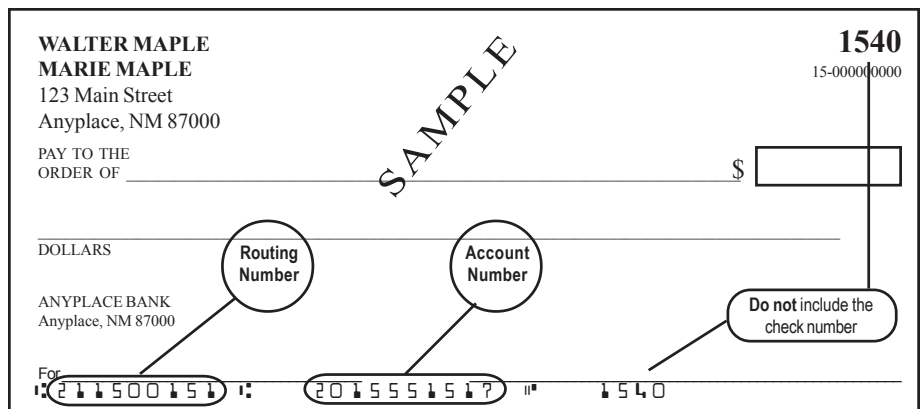 WALTER MAPLE
MARIE MAPLE
123 Main Street
Anyplace, NM 87000
1540
15-000000000
SAMPLE
PAY TO THE
ORDER OF
$
DOLLARS
Routing
Number
Account
Number
ANYPLACE BANK
Anyplace, NM 87000
Do not include the
check number
For
⑆211500151⑆ 2015551517 ⑈ 1540